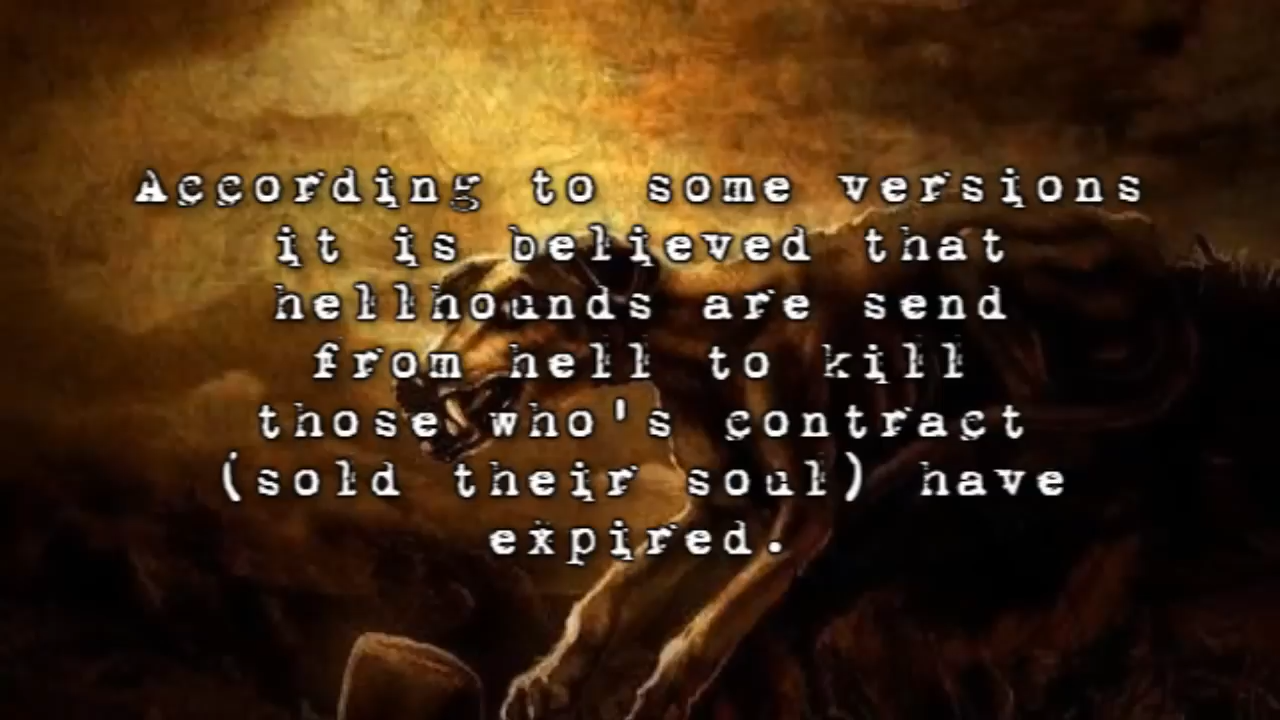 According to some versions
it is believed that
hellhounds are send
from hell to kill
those who's contract
(sold their soul) have
expired.